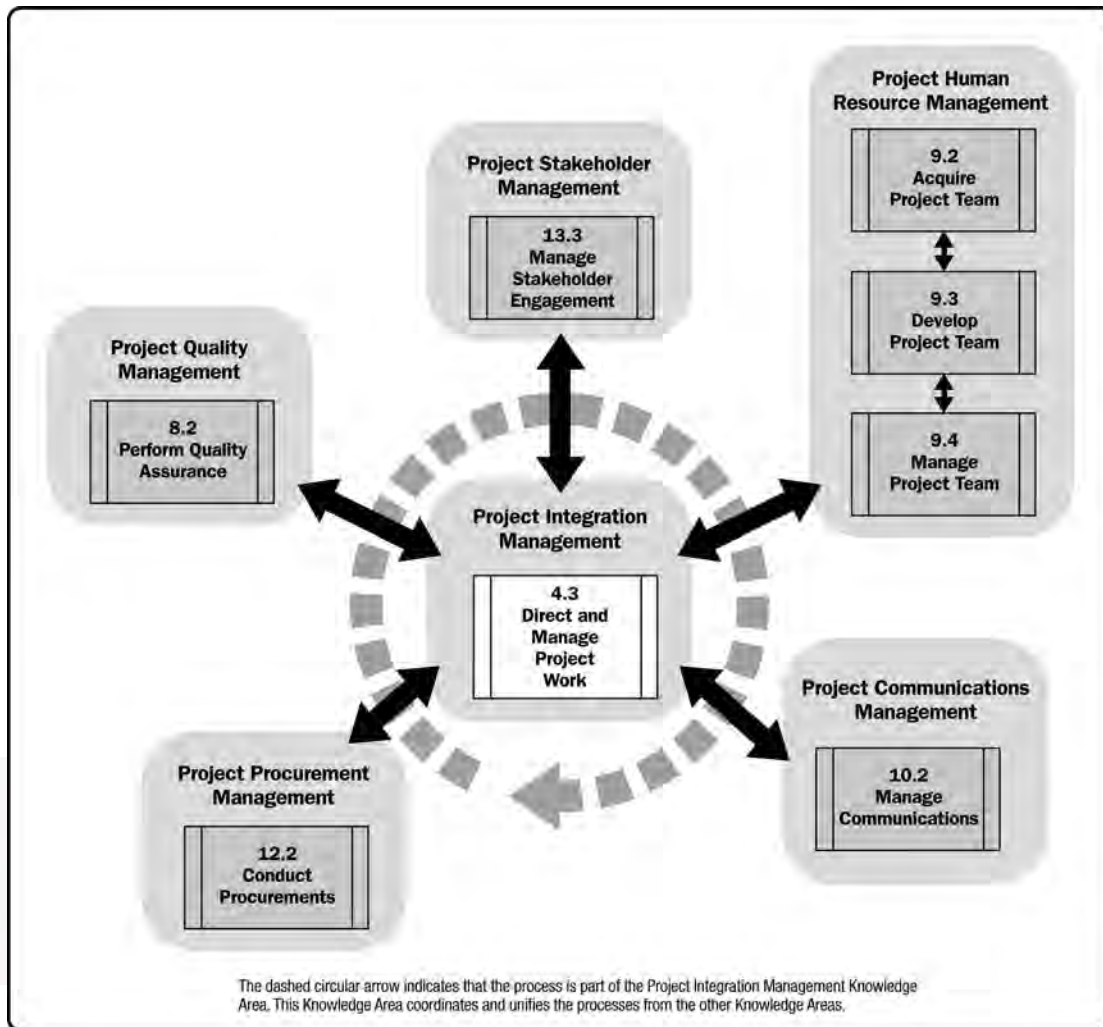 Project Human
Resource Management
9.2
Acquire
Project Team
9.3
Develop
Project Team
9.4
Manage
Project Team
Project Stakeholder
Management
13.3
Manage
Stakeholder
Engagement
Project Quality
Management
8.2
Perform Quality
Assurance
Project Integration
Management
4.3
Direct and
Manage
Project
Work
Project Communications
Management
10.2
Manage
Communications
Project Procurement
Management
12.2
Conduct
Procurements
The dashed circular arrow indicates that the process is part of the Project Integration Management Knowledge
Area. This Knowledge Area coordinates and unifies the processes from the other Knowledge Areas.